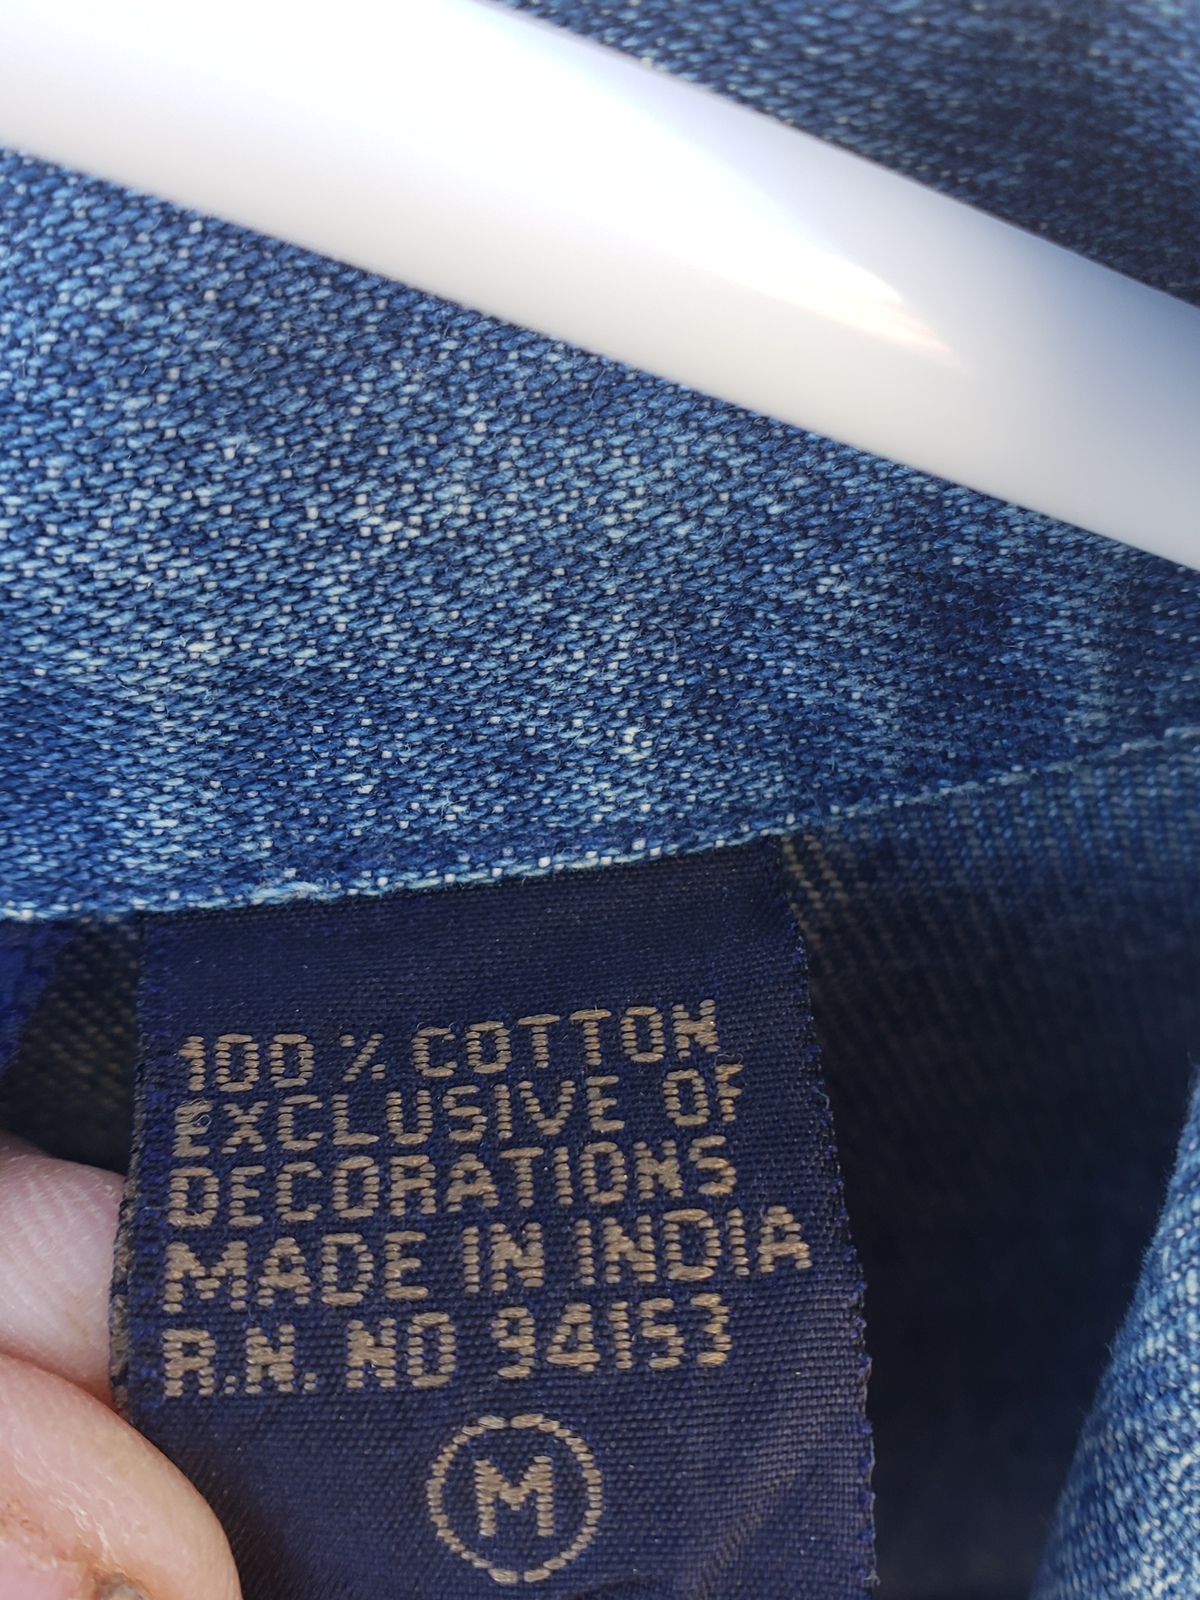 100 % COTTON
EXCLUSIVE OF
DECORATIONS
MADE IN INDIA
R.N. NO 94153
M